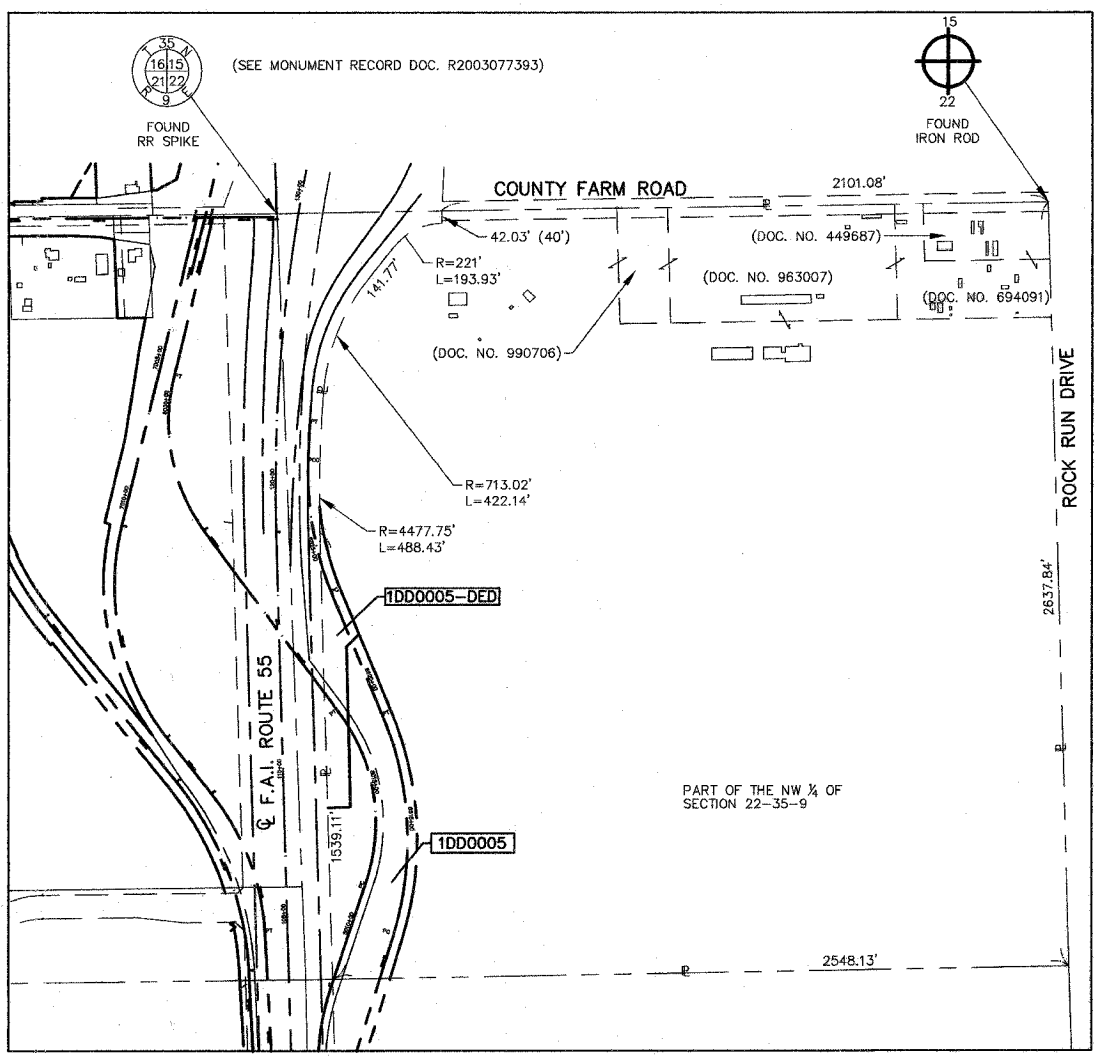 T 35 N
16 15
21 22
R 9 E
FOUND
RR SPIKE
(SEE MONUMENT RECORD DOC. R2003077393)
15
22
FOUND
IRON ROD
COUNTY FARM ROAD
2101.08'
42.03' (40')
(DOC. NO. 449687)
R=221'
L=193.93'
141.77'
(DOC. NO. 963007)
(DOC. NO. 694091)
(DOC. NO. 990706)
ROCK RUN DRIVE
R=713.02'
L=422.14'
R=4477.75'
L=488.43'
1DD0005-DED
2637.84'
℄ F.A.I. ROUTE 55
PART OF THE NW ¼ OF
SECTION 22-35-9
1539.11'
1DD0005
2548.13'